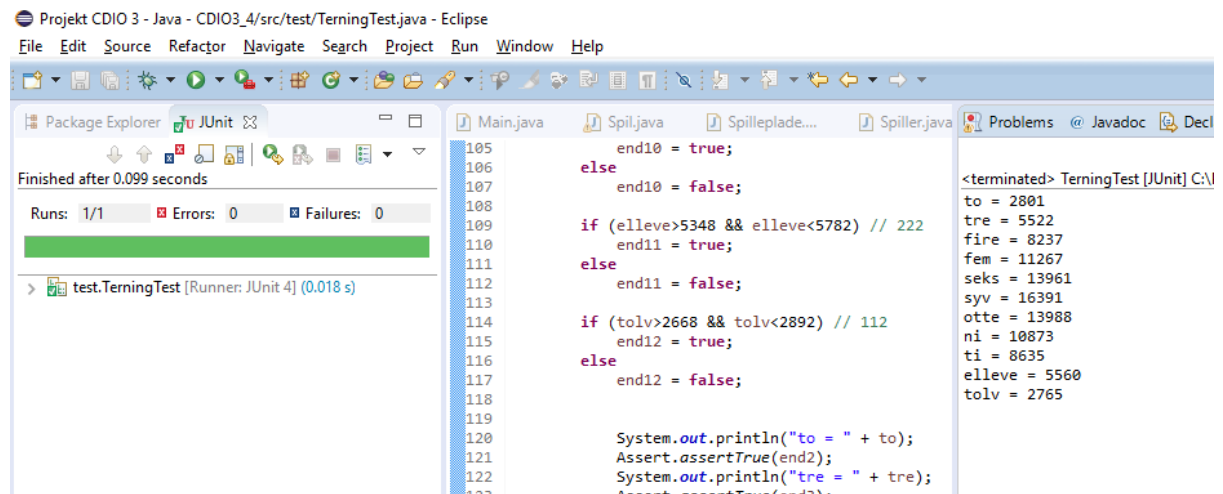 Projekt CDIO 3 - Java - CDIO3_4/src/test/TerningTest.java - Eclipse
File Edit Source Refactor Navigate Search Project Run Window Help
Package Explorer JUnit
Finished after 0.099 seconds
Runs: 1/1 Errors: 0 Failures: 0
test.TerningTest [Runner: JUnit 4] (0.018 s)
Main.java Spil.java Spilleplade.... Spiller.java
105 end10 = true;
106 else
107 end10 = false;
108
109 if (elleve>5348 && elleve<5782) // 222
110 end11 = true;
111 else
112 end11 = false;
113
114 if (tolv>2668 && tolv<2892) // 112
115 end12 = true;
116 else
117 end12 = false;
118
119
120 System.out.println("to = " + to);
121 Assert.assertTrue(end2);
122 System.out.println("tre = " + tre);
Problems @ Javadoc Decl
<terminated> TerningTest [JUnit] C:\
to = 2801
tre = 5522
fire = 8237
fem = 11267
seks = 13961
syv = 16391
otte = 13988
ni = 10873
ti = 8635
elleve = 5560
tolv = 2765